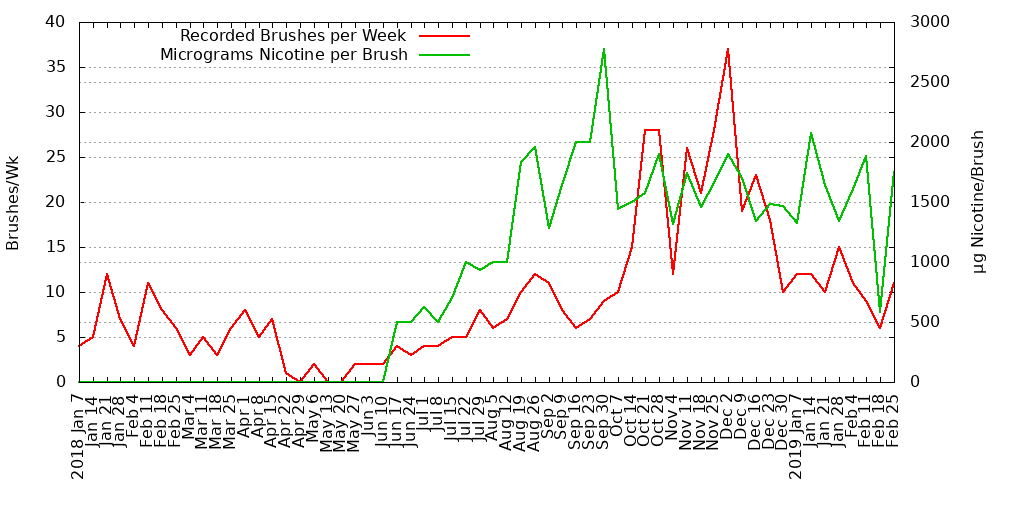 Recorded Brushes per Week
Micrograms Nicotine per Brush
Brushes/Wk
40
35
30
25
20
15
10
5
0
3000
2500
2000
1500
1000
500
0
µg Nicotine/Brush
2018 Jan 7
Jan 14
Jan 21
Jan 28
Feb 4
Feb 11
Feb 18
Feb 25
Mar 4
Mar 11
Mar 18
Mar 25
Apr 1
Apr 8
Apr 15
Apr 22
Apr 29
May 6
May 13
May 20
May 27
Jun 3
Jun 10
Jun 17
Jun 24
Jul 1
Jul 8
Jul 15
Jul 22
Jul 29
Aug 5
Aug 12
Aug 19
Aug 26
Sep 2
Sep 9
Sep 16
Sep 23
Sep 30
Oct 7
Oct 14
Oct 21
Oct 28
Nov 4
Nov 11
Nov 18
Nov 25
Dec 2
Dec 9
Dec 16
Dec 23
Dec 30
2019 Jan 7
Jan 14
Jan 21
Jan 28
Feb 4
Feb 11
Feb 18
Feb 25